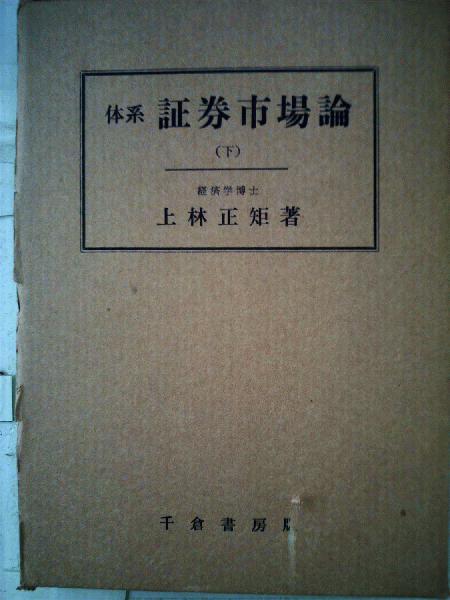 体系 証券市場論
(下)
経済学博士
上林正矩著
千倉書房版